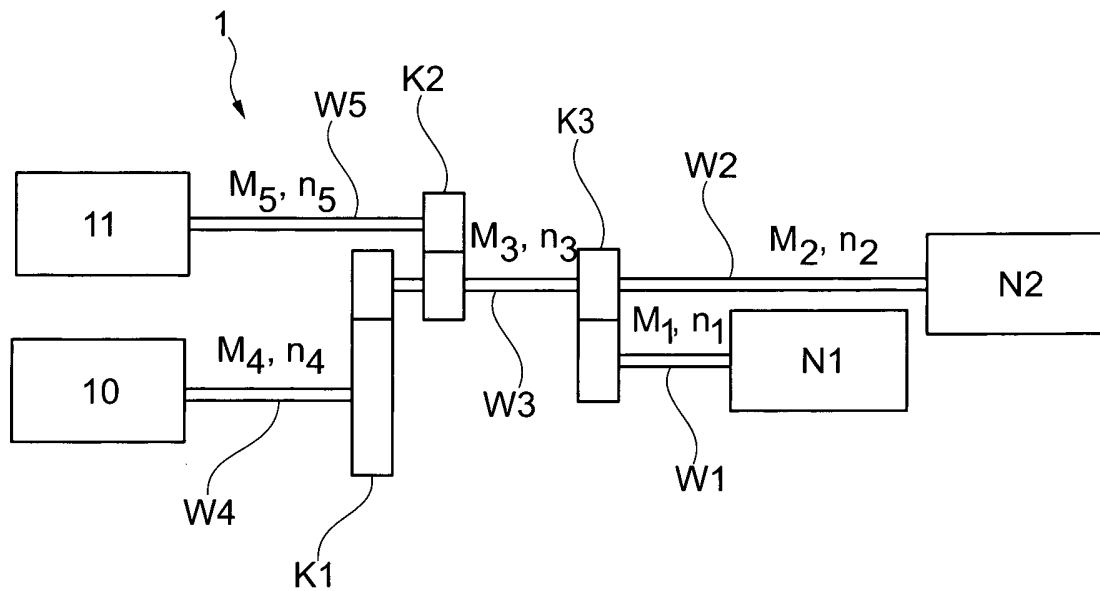 1
K2
W5
K3
W2
M5, n5
11
M3, n3
M2, n2
N2
M1, n1
N1
M4, n4
10
W3
W1
W4
K1